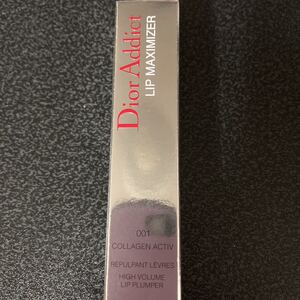 Dior Addict
LIP MAXIMIZER
001
COLLAGEN ACTIV
REPULPANT LÈVRES
HIGH VOLUME
LIP PLUMPER